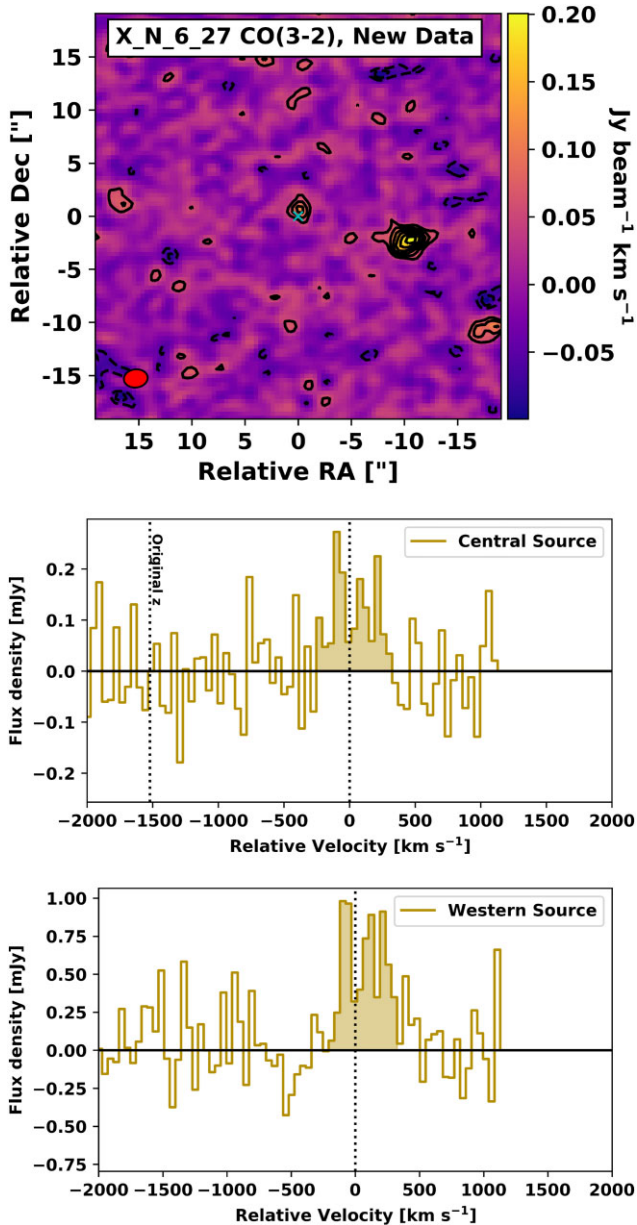 X_N_6_27 CO(3-2), New Data
15
10
5
0
-5
-10
-15
Relative Dec ["]
15 10 5 0 -5 -10 -15
Relative RA ["]
0.20
0.15
0.10
0.05
0.00
−0.05
Jy beam⁻¹ km s⁻¹
Central Source
Original z
0.2
0.1
0.0
−0.1
−0.2
Flux density [mJy]
−2000 −1500 −1000 −500 0 500 1000 1500 2000
Relative Velocity [km s⁻¹]
Western Source
1.00
0.75
0.50
0.25
0.00
−0.25
−0.50
−0.75
Flux density [mJy]
−2000 −1500 −1000 −500 0 500 1000 1500 2000
Relative Velocity [km s⁻¹]